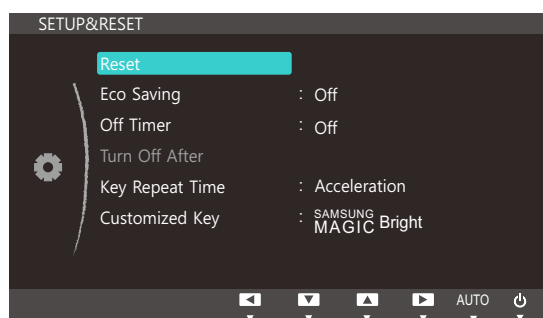 SETUP&RESET
Reset
Eco Saving : Off
Off Timer : Off
Turn Off After
Key Repeat Time : Acceleration
Customized Key : SAMSUNG MAGIC Bright
AUTO